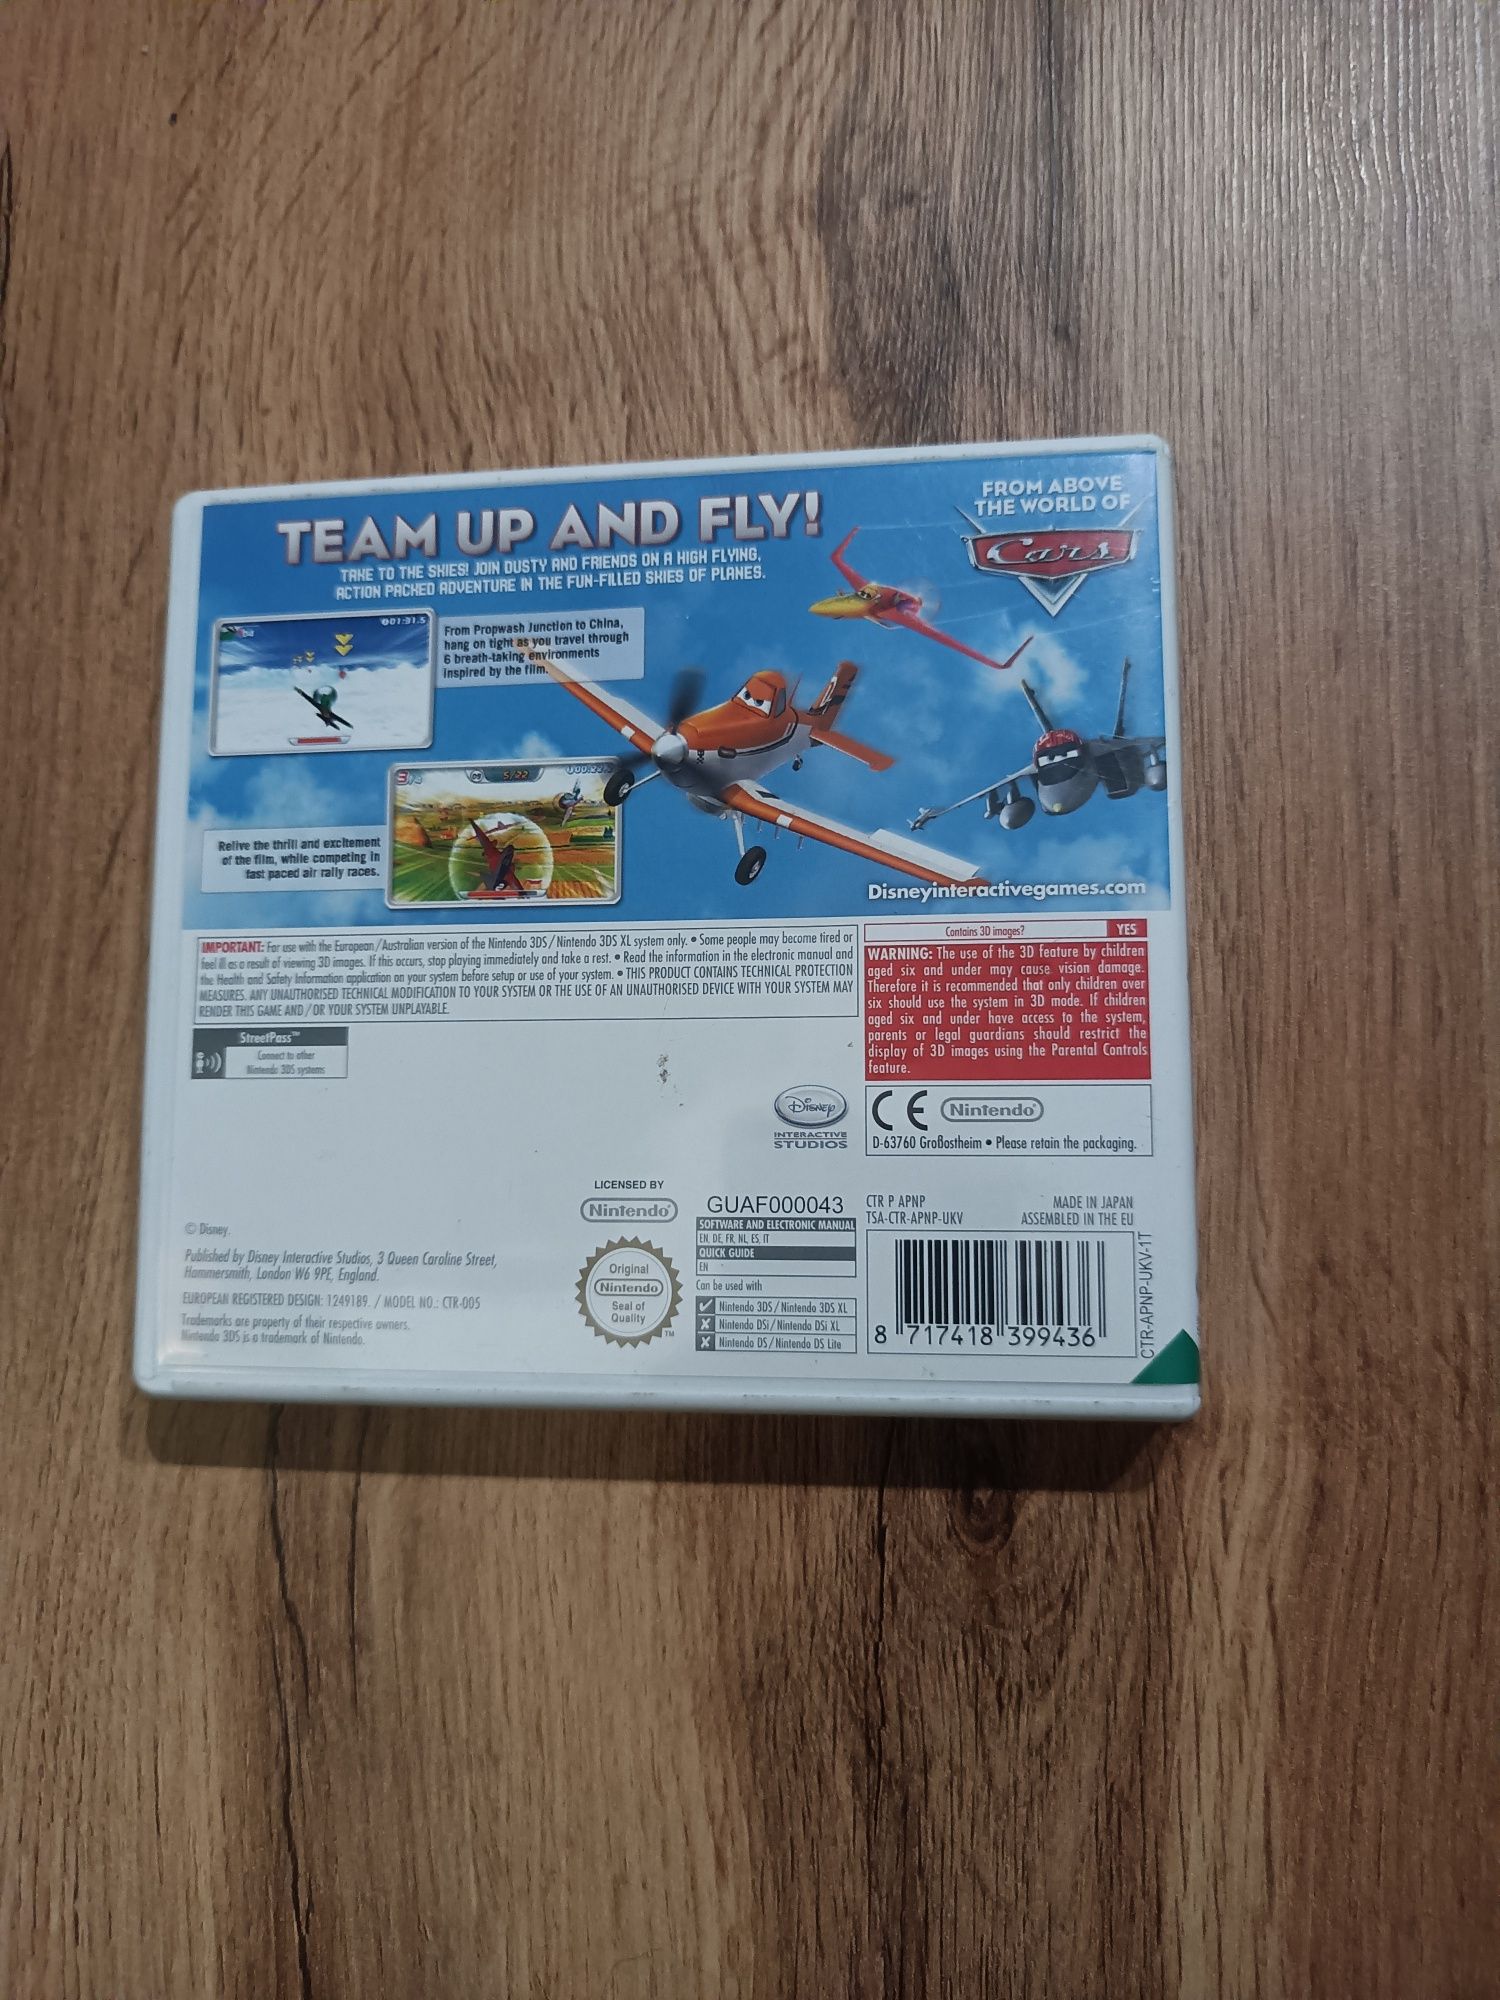 TEAM UP AND FLY!
TAKE TO THE SKIES! JOIN DUSTY AND FRIENDS ON A HIGH FLYING,
ACTION PACKED ADVENTURE IN THE FUN-FILLED SKIES OF PLANES.
FROM ABOVE
THE WORLD OF
Cars
001:31.5
From Propwash Junction to China,
hang on tight as you travel through
6 breath-taking environments
inspired by the film.
3/4
5/22
Relive the thrill and excitement
of the film, while competing in
fast paced air rally races.
Disneyinteractivegames.com
IMPORTANT: For use with the European/Australian version of the Nintendo 3DS/Nintendo 3DS XL system only. • Some people may become tired or
feel ill as a result of viewing 3D images. If this occurs, stop playing immediately and take a rest. • Read the information in the electronic manual and
the Health and Safety Information application on your system before setup or use of your system. • THIS PRODUCT CONTAINS TECHNICAL PROTECTION
MEASURES. ANY UNAUTHORISED TECHNICAL MODIFICATION TO YOUR SYSTEM OR THE USE OF AN UNAUTHORISED DEVICE WITH YOUR SYSTEM MAY
RENDER THIS GAME AND/OR YOUR SYSTEM UNPLAYABLE.
Contains 3D images? YES
WARNING: The use of the 3D feature by children
aged six and under may cause vision damage.
Therefore it is recommended that only children over
six should use the system in 3D mode. If children
aged six and under have access to the system,
parents or legal guardians should restrict the
display of 3D images using the Parental Controls
feature.
StreetPass™
Connect to other
Nintendo 3DS systems
Disney
INTERACTIVE
STUDIOS
CE Nintendo®
D-63760 Großostheim • Please retain the packaging.
LICENSED BY
Nintendo®
Original
Nintendo
Seal of
Quality
TM
GUAF000043
SOFTWARE AND ELECTRONIC MANUAL
EN, DE, FR, NL, ES, IT
QUICK GUIDE
EN
Can be used with
✓ Nintendo 3DS/Nintendo 3DS XL
✗ Nintendo DSi/Nintendo DSi XL
✗ Nintendo DS/Nintendo DS Lite
CTR P APNP
TSA-CTR-APNP-UKV
MADE IN JAPAN
ASSEMBLED IN THE EU
8 717418 399436
CTR-APNP-UKV-1T
© Disney.
Published by Disney Interactive Studios, 3 Queen Caroline Street,
Hammersmith, London W6 9PE, England.
EUROPEAN REGISTERED DESIGN: 1249189. / MODEL NO.: CTR-005
Trademarks are property of their respective owners.
Nintendo 3DS is a trademark of Nintendo.